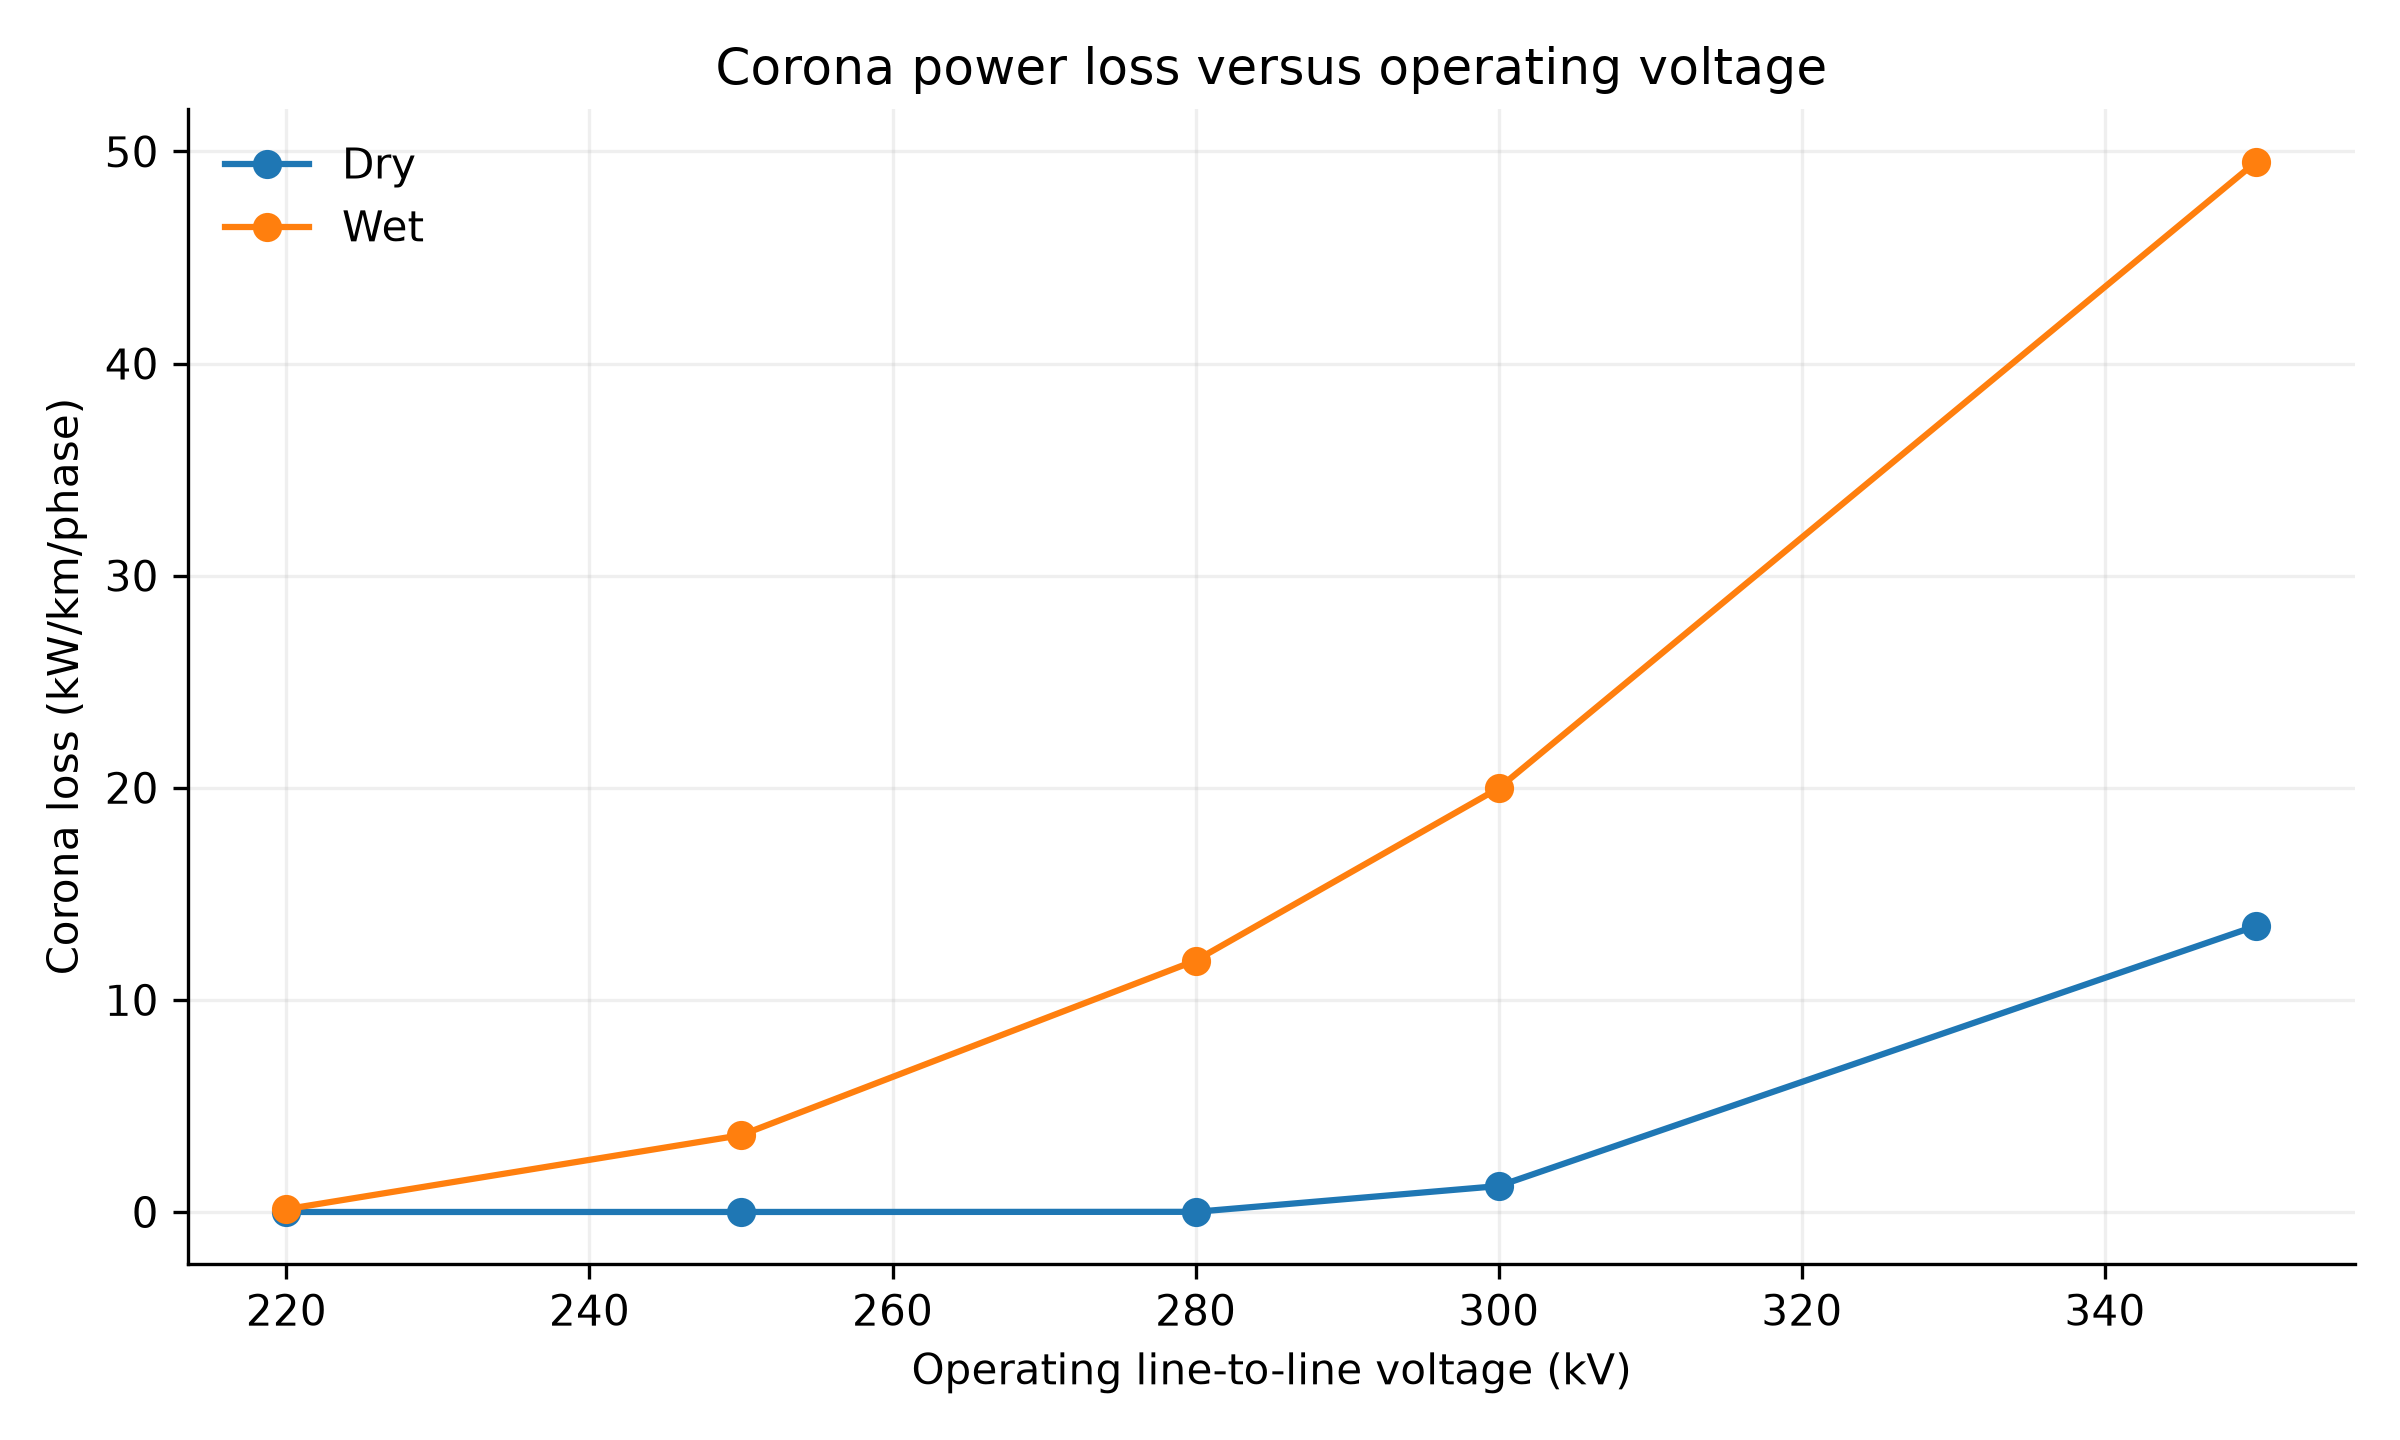 Corona power loss versus operating voltage
Dry
Wet
50
40
30
20
10
0
Corona loss (kW/km/phase)
220 240 260 280 300 320 340
Operating line-to-line voltage (kV)